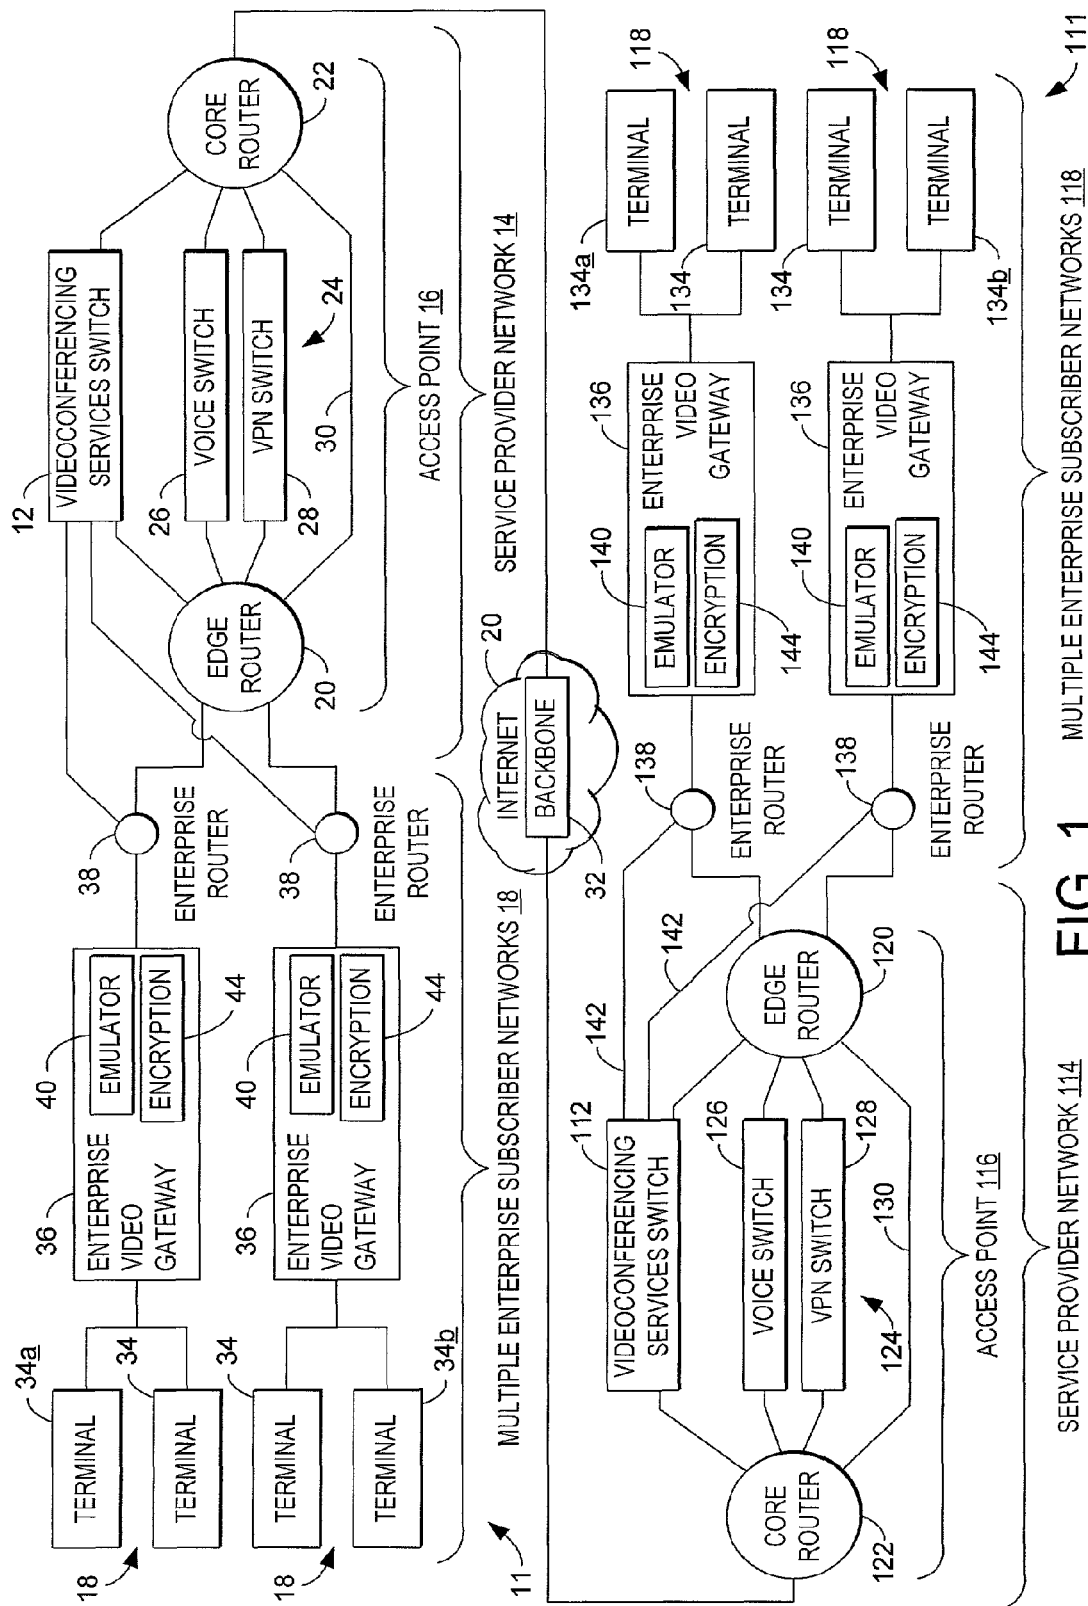 34a
TERMINAL
34
TERMINAL
18
34
TERMINAL
34b
TERMINAL
18
11
36
ENTERPRISE
VIDEO
GATEWAY
40
EMULATOR
ENCRYPTION
44
36
ENTERPRISE
VIDEO
GATEWAY
40
EMULATOR
ENCRYPTION
44
38
ENTERPRISE
ROUTER
38
ENTERPRISE
ROUTER
MULTIPLE ENTERPRISE SUBSCRIBER NETWORKS 18
12
VIDEOCONFERENCING
SERVICES SWITCH
EDGE
ROUTER
20
26
VOICE SWITCH
28
VPN SWITCH
24
30
CORE
ROUTER
22
ACCESS POINT 16
SERVICE PROVIDER NETWORK 14
20
INTERNET
BACKBONE
32
CORE
ROUTER
122
112
VIDEOCONFERENCING
SERVICES SWITCH
126
VOICE SWITCH
128
VPN SWITCH
124
130
EDGE
ROUTER
120
142
142
ACCESS POINT 116
SERVICE PROVIDER NETWORK 114
138
ENTERPRISE
ROUTER
138
ENTERPRISE
ROUTER
136
ENTERPRISE
VIDEO
GATEWAY
140
EMULATOR
ENCRYPTION
144
136
ENTERPRISE
VIDEO
GATEWAY
140
EMULATOR
ENCRYPTION
144
134a
TERMINAL
118
134
TERMINAL
134
TERMINAL
118
134b
TERMINAL
MULTIPLE ENTERPRISE SUBSCRIBER NETWORKS 118
111
FIG. 1